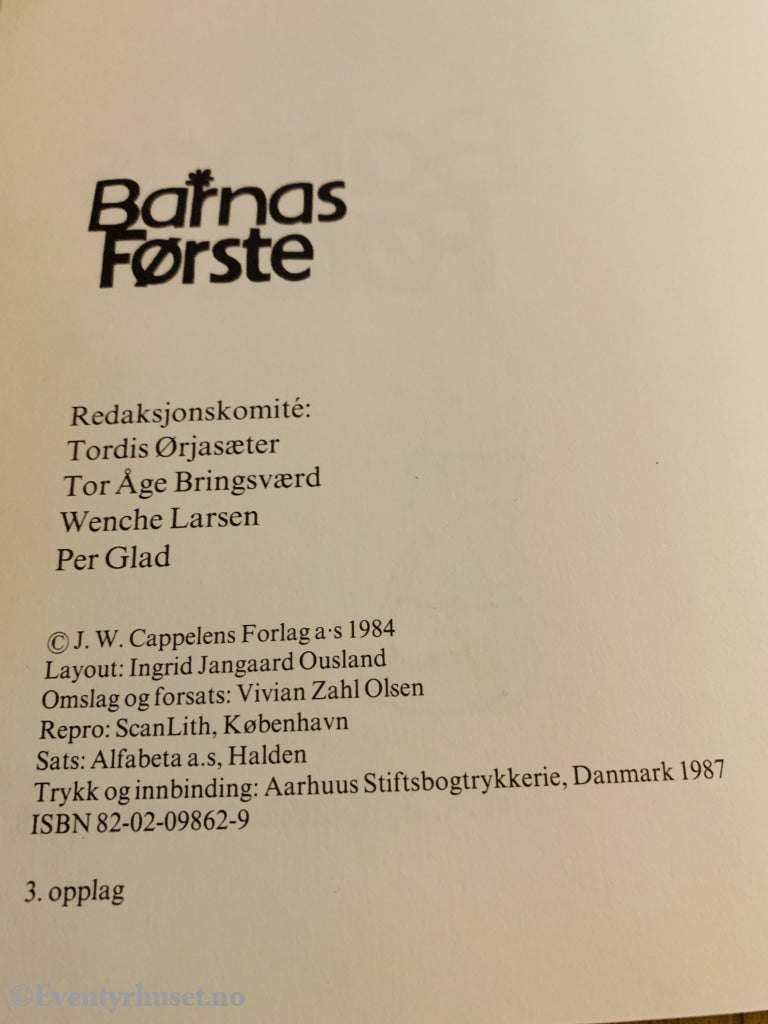 Barnas
Første
Redaksjonskomité:
Tordis Ørjasæter
Tor Åge Bringsværd
Wenche Larsen
Per Glad
© J. W. Cappelens Forlag a·s 1984
Layout: Ingrid Jangaard Ousland
Omslag og forsats: Vivian Zahl Olsen
Repro: ScanLith, København
Sats: Alfabeta a.s, Halden
Trykk og innbinding: Aarhuus Stiftsbogtrykkerie, Danmark 1987
ISBN 82-02-09862-9
3. opplag
©Eventyrhuset.no